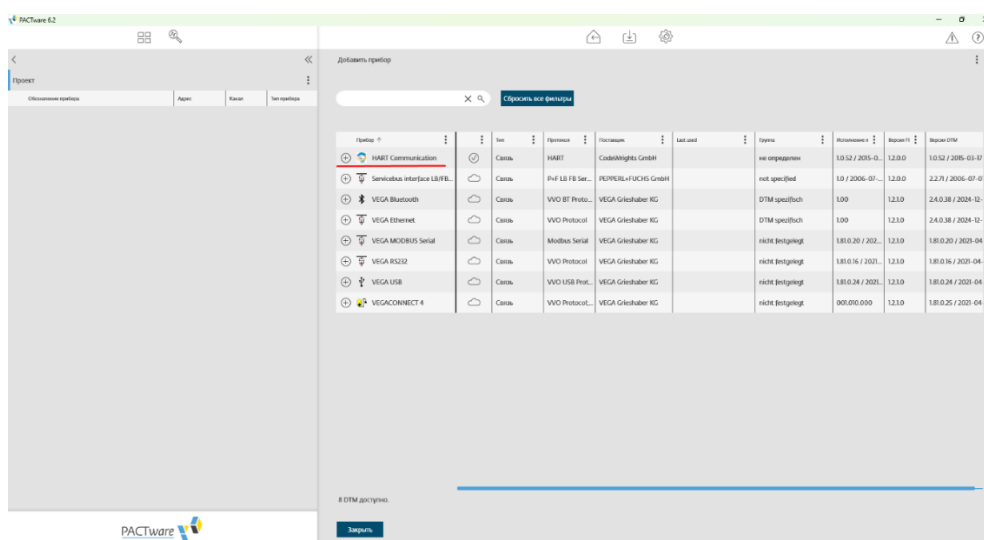 PACTware 6.2
Добавить прибор
Проект
Обозначение прибора Адрес Канал Тип прибора
Сбросить все фильтры
Прибор Тип Протокол Поставщик Last used Группа Версия DTM
HART Communication Связь HART CodeWrights GmbH не определен 1.0.52 / 2015-0... 1.2.0.0 1.0.52 / 2015-03-17
Servicebus interface LB/FB... Связь P+F LB FB Ser... PEPPERL+FUCHS GmbH not specified 1.0 / 2006-07-... 1.2.0.0 2.2.71 / 2006-07-0
VEGA Bluetooth Связь VVO BT Proto... VEGA Grieshaber KG DTM spezifisch 1.00 1.2.1.0 2.4.0.38 / 2024-12-
VEGA Ethernet Связь VVO Protocol VEGA Grieshaber KG DTM spezifisch 1.00 1.2.1.0 2.4.0.38 / 2024-12-
VEGA MODBUS Serial Связь Modbus Serial VEGA Grieshaber KG nicht festgelegt 1.81.0.20 / 202... 1.2.1.0 1.81.0.20 / 2021-04
VEGA RS232 Связь VVO Protocol VEGA Grieshaber KG nicht festgelegt 1.81.0.16 / 2021... 1.2.1.0 1.81.0.16 / 2021-04-
VEGA USB Связь VVO USB Prot... VEGA Grieshaber KG nicht festgelegt 1.81.0.24 / 2021... 1.2.1.0 1.81.0.24 / 2021-04
VEGACONNECT 4 Связь VVO Protocol;... VEGA Grieshaber KG nicht festgelegt 001.010.000 1.2.1.0 1.81.0.25 / 2021-04-
8 DTM доступно.
Закрыть
PACTware